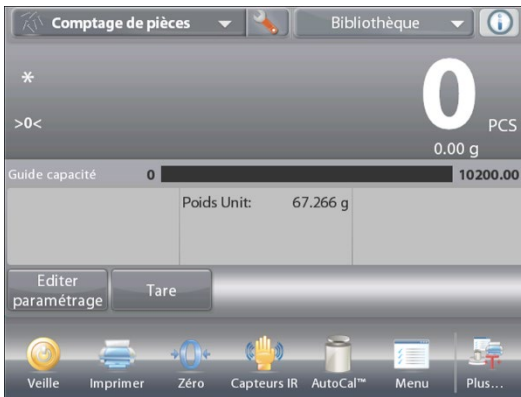 Comptage de pièces Bibliothèque
*
0
>0< PCS
0.00 g
Guide capacité 0 10200.00
Poids Unit: 67.266 g
Editer
paramétrage
Tare
Veille Imprimer Zéro Capteurs IR AutoCal™ Menu Plus...